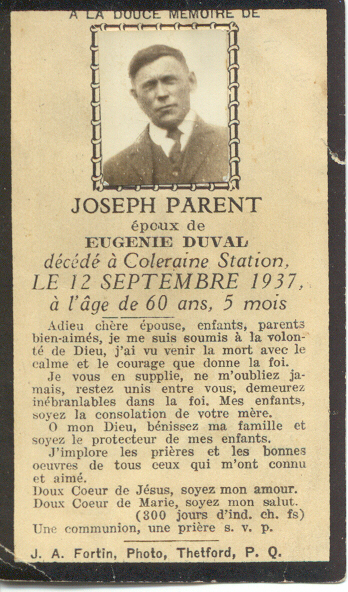 A LA DOUCE MÉMOIRE DE
JOSEPH PARENT
époux de
EUGENIE DUVAL
décédé à Coleraine Station,
LE 12 SEPTEMBRE 1937,
à l'âge de 60 ans, 5 mois
Adieu chère épouse, enfants, parents
bien-aimés, je me suis soumis à la volon-
té de Dieu, j'ai vu venir la mort avec le
calme et le courage que donne la foi.
Je vous en supplie, ne m'oubliez ja-
mais, restez unis entre vous, demeurez
inébranlables dans la foi. Mes enfants,
soyez la consolation de votre mère.
O mon Dieu, bénissez ma famille et
soyez le protecteur de mes enfants.
J'implore les prières et les bonnes
oeuvres de tous ceux qui m'ont connu
et aimé.
Doux Coeur de Jésus, soyez mon amour.
Doux Coeur de Marie, soyez mon salut.
(300 jours d'ind. ch. fs)
Une communion, une prière s. v. p.
J. A. Fortin, Photo, Thetford, P. Q.